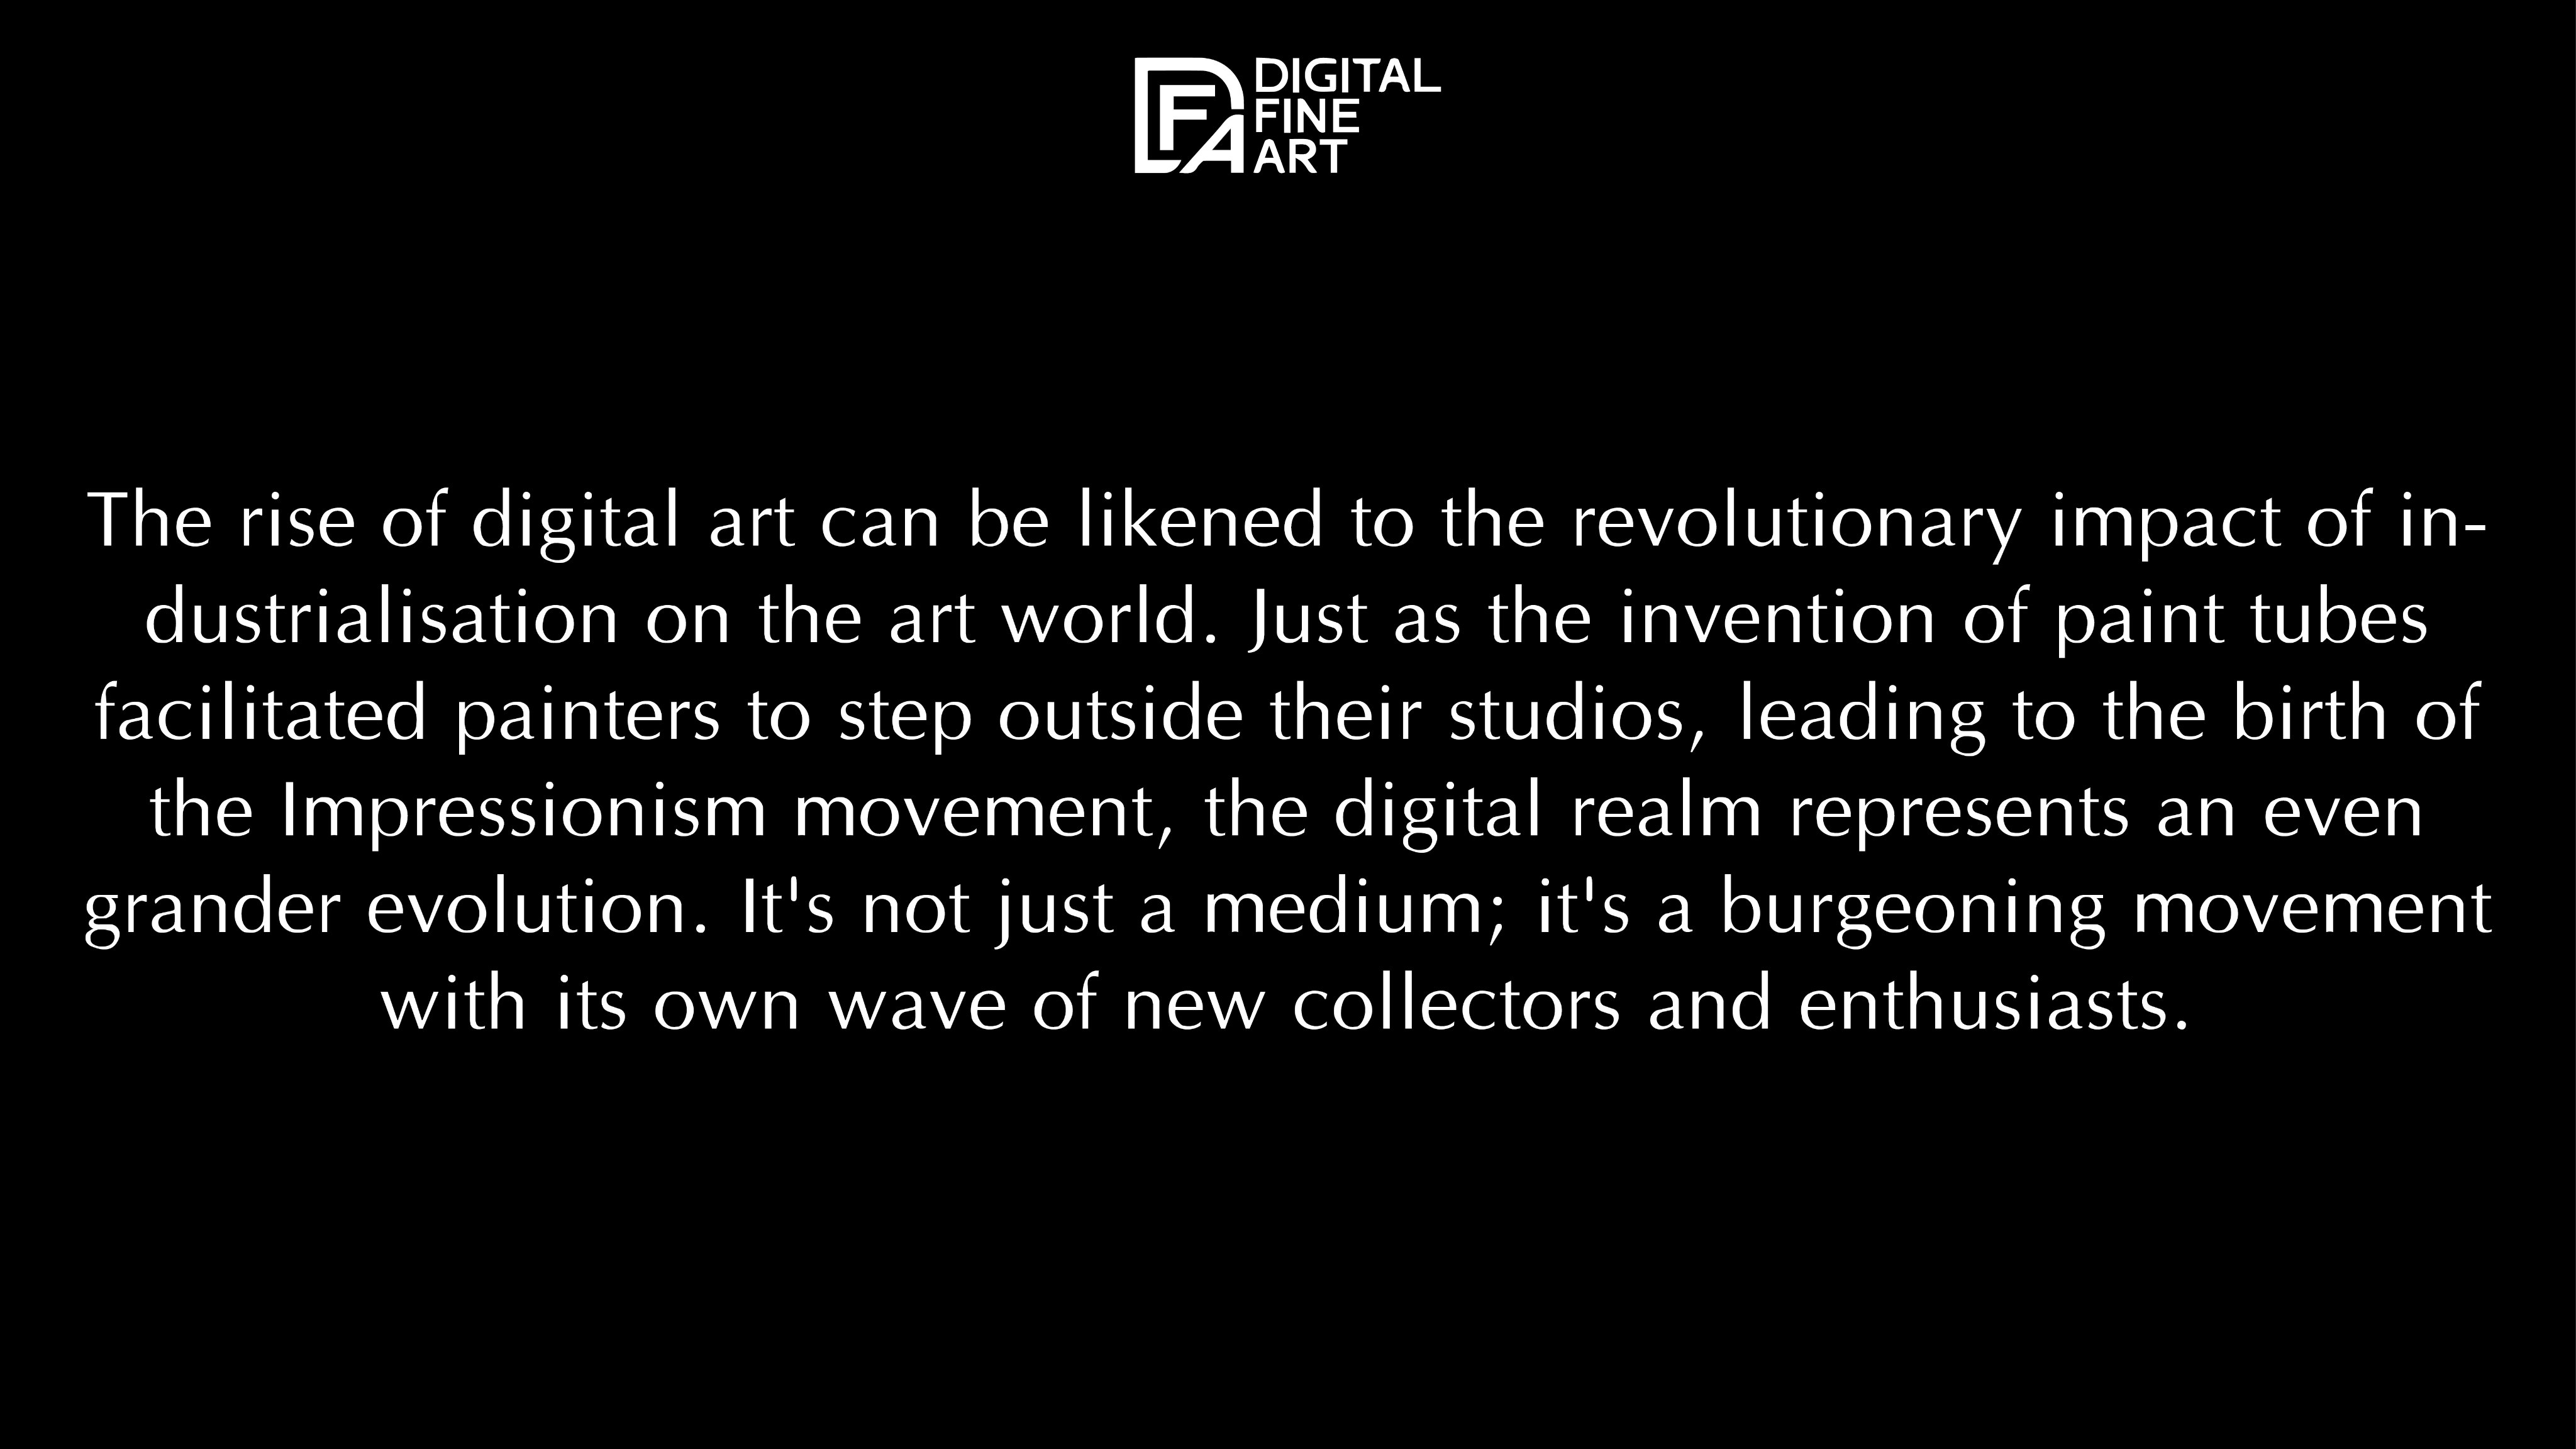 DIGITAL
FINE
ART
DFA
The rise of digital art can be likened to the revolutionary impact of in-
dustrialisation on the art world. Just as the invention of paint tubes
facilitated painters to step outside their studios, leading to the birth of
the Impressionism movement, the digital realm represents an even
grander evolution. It's not just a medium; it's a burgeoning movement
with its own wave of new collectors and enthusiasts.